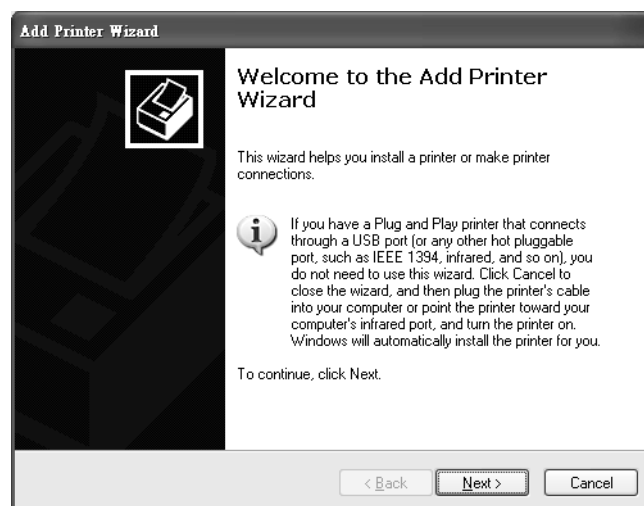 Add Printer Wizard
Welcome to the Add Printer
Wizard
This wizard helps you install a printer or make printer
connections.
If you have a Plug and Play printer that connects
through a USB port (or any other hot pluggable
port, such as IEEE 1394, infrared, and so on), you
do not need to use this wizard. Click Cancel to
close the wizard, and then plug the printer's cable
into your computer or point the printer toward your
computer's infrared port, and turn the printer on.
Windows will automatically install the printer for you.
To continue, click Next.
< Back Next > Cancel